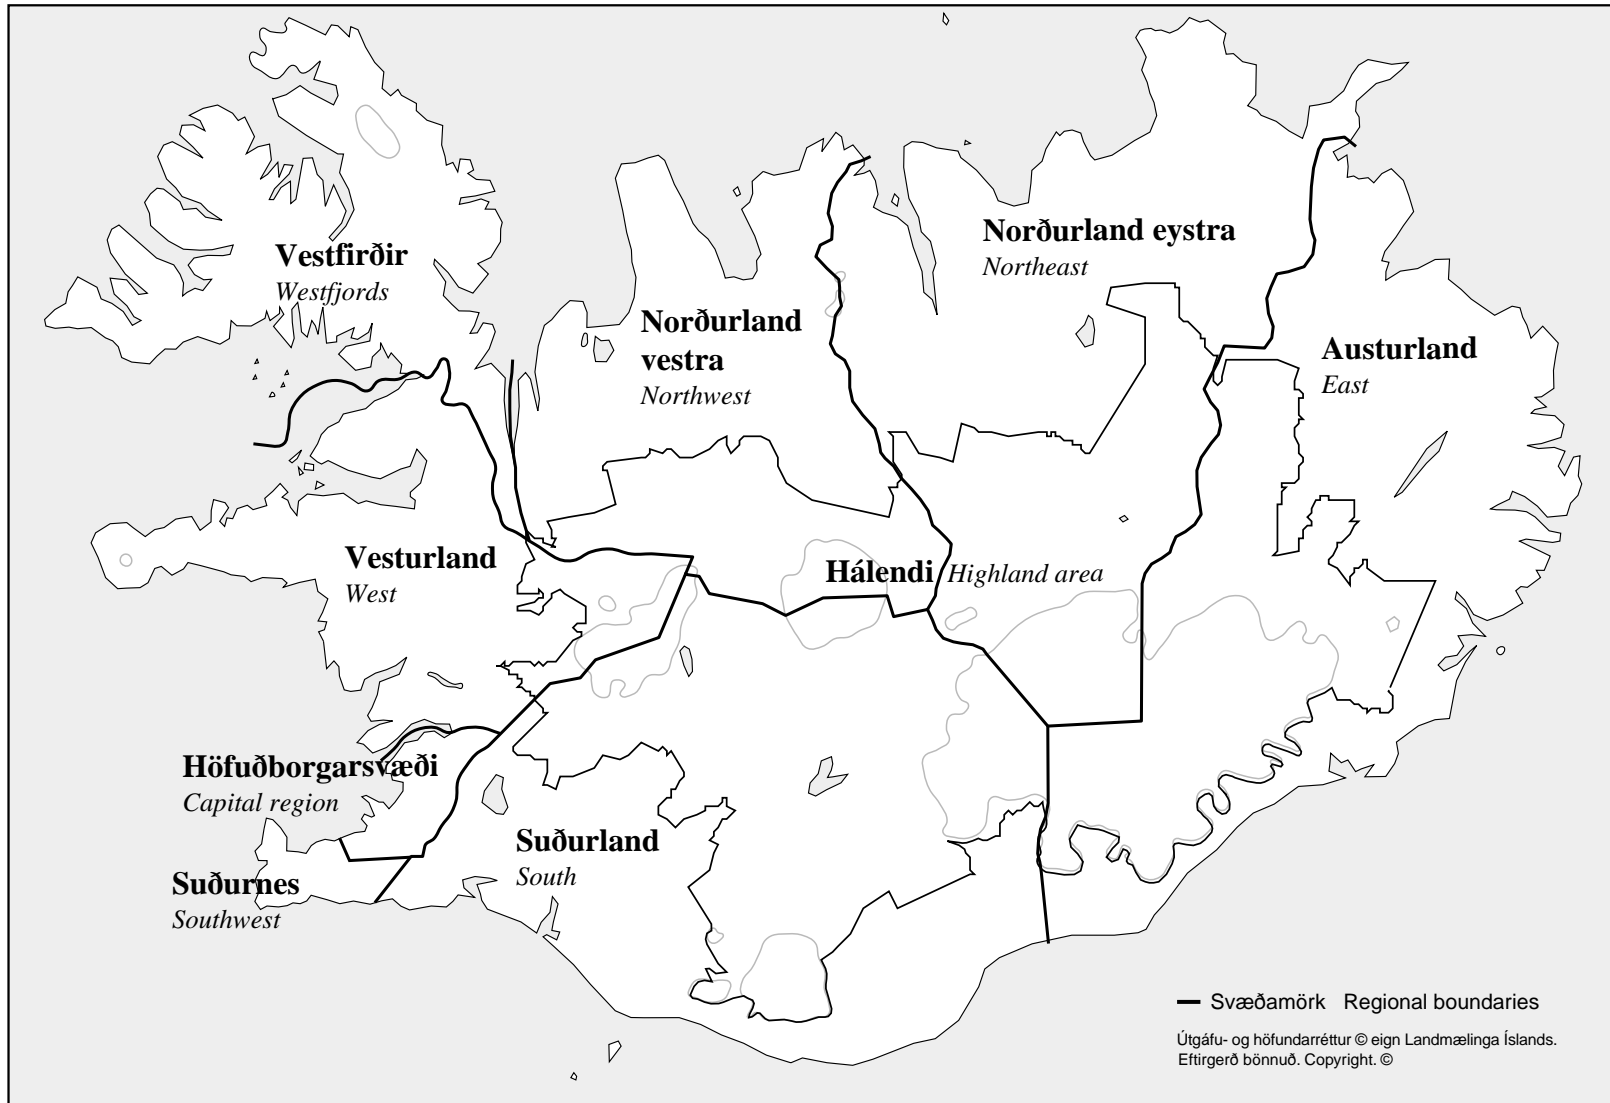 Vestfirðir
Westfjords
Norðurland eystra
Northeast
Norðurland
vestra
Northwest
Austurland
East
Vesturland
West
Hálendi Highland area
Höfuðborgarsvæði
Capital region
Suðurland
South
Suðurnes
Southwest
Svæðamörk Regional boundaries
Útgáfu- og höfundarréttur © eign Landmælinga Íslands.
Eftirgerð bönnuð. Copyright. ©